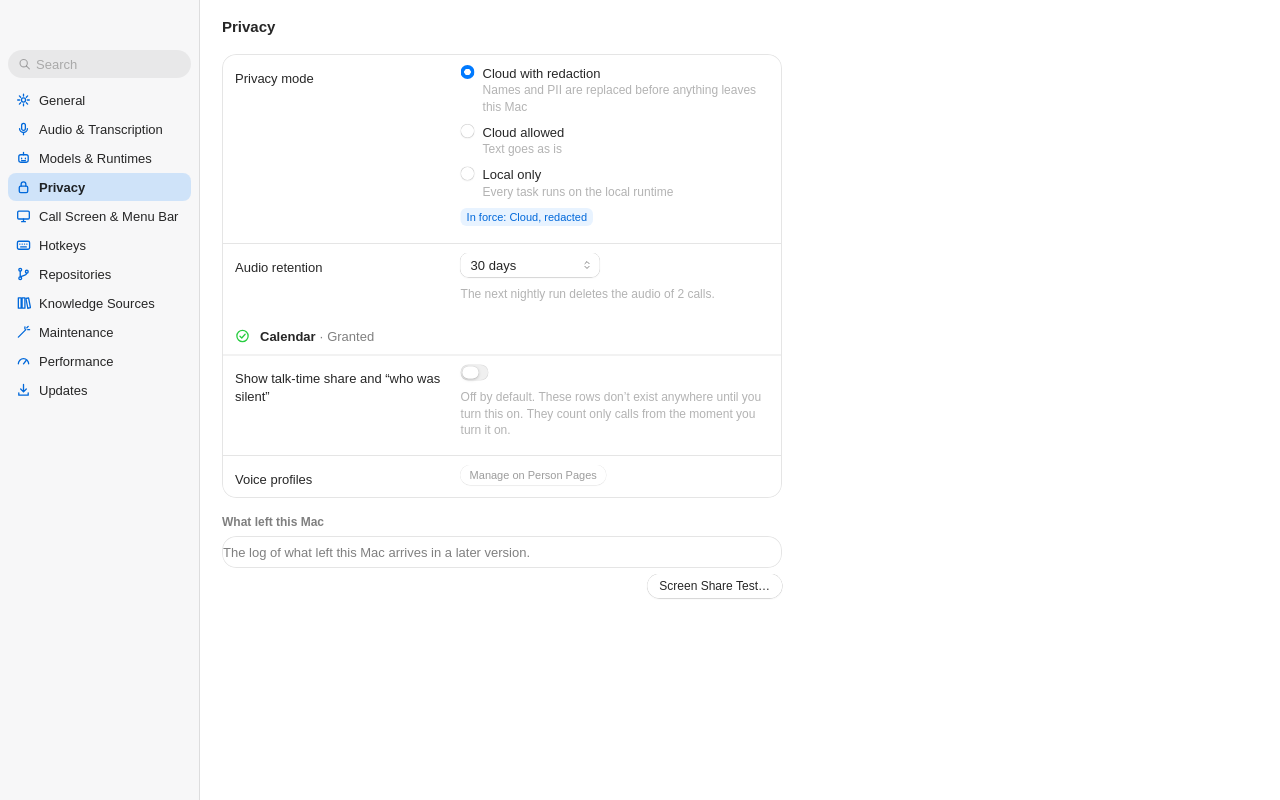 Privacy
Search
General
Audio & Transcription
Models & Runtimes
Privacy
Call Screen & Menu Bar
Hotkeys
Repositories
Knowledge Sources
Maintenance
Performance
Updates
Privacy mode
Cloud with redaction
Names and PII are replaced before anything leaves
this Mac
Cloud allowed
Text goes as is
Local only
Every task runs on the local runtime
In force: Cloud, redacted
Audio retention
30 days
The next nightly run deletes the audio of 2 calls.
Calendar · Granted
Show talk-time share and “who was
silent”
Off by default. These rows don’t exist anywhere until you
turn this on. They count only calls from the moment you
turn it on.
Voice profiles
Manage on Person Pages
What left this Mac
The log of what left this Mac arrives in a later version.
Screen Share Test…